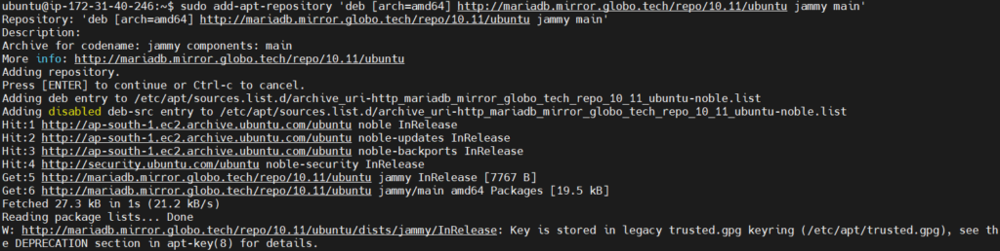 ubuntu@ip-172-31-40-246:~$ sudo add-apt-repository 'deb [arch=amd64] http://mariadb.mirror.globo.tech/repo/10.11/ubuntu jammy main'
Repository: 'deb [arch=amd64] http://mariadb.mirror.globo.tech/repo/10.11/ubuntu jammy main'
Description:
Archive for codename: jammy components: main
More info: http://mariadb.mirror.globo.tech/repo/10.11/ubuntu
Adding repository.
Press [ENTER] to continue or Ctrl-c to cancel.
Adding deb entry to /etc/apt/sources.list.d/archive_uri-http_mariadb_mirror_globo_tech_repo_10_11_ubuntu-noble.list
Adding disabled deb-src entry to /etc/apt/sources.list.d/archive_uri-http_mariadb_mirror_globo_tech_repo_10_11_ubuntu-noble.list
Hit:1 http://ap-south-1.ec2.archive.ubuntu.com/ubuntu noble InRelease
Hit:2 http://ap-south-1.ec2.archive.ubuntu.com/ubuntu noble-updates InRelease
Hit:3 http://ap-south-1.ec2.archive.ubuntu.com/ubuntu noble-backports InRelease
Hit:4 http://security.ubuntu.com/ubuntu noble-security InRelease
Get:5 http://mariadb.mirror.globo.tech/repo/10.11/ubuntu jammy InRelease [7767 B]
Get:6 http://mariadb.mirror.globo.tech/repo/10.11/ubuntu jammy/main amd64 Packages [19.5 kB]
Fetched 27.3 kB in 1s (21.2 kB/s)
Reading package lists... Done
W: http://mariadb.mirror.globo.tech/repo/10.11/ubuntu/dists/jammy/InRelease: Key is stored in legacy trusted.gpg keyring (/etc/apt/trusted.gpg), see th
e DEPRECATION section in apt-key(8) for details.